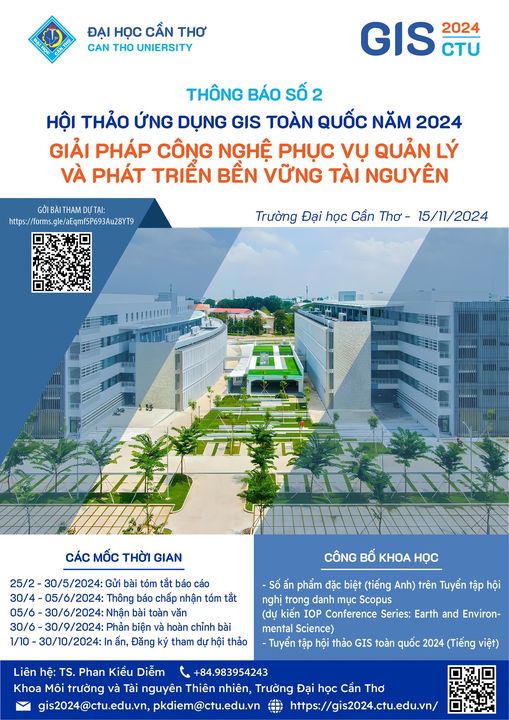 ĐẠI HỌC CẦN THƠ
CAN THO UNIERSITY
GIS 2024
CTU
THÔNG BÁO SỐ 2
HỘI THẢO ỨNG DỤNG GIS TOÀN QUỐC NĂM 2024
GIẢI PHÁP CÔNG NGHỆ PHỤC VỤ QUẢN LÝ
VÀ PHÁT TRIỂN BỀN VỮNG TÀI NGUYÊN
GỞI BÀI THAM DỰ TẠI:
https://forms.gle/aEqmf5P693Au28YT9
Trường Đại học Cần Thơ - 15/11/2024
CÁC MỐC THỜI GIAN
25/2 - 30/5/2024: Gửi bài tóm tắt báo cáo
30/4 - 05/6/2024: Thông báo chấp nhận tóm tắt
05/6 - 30/6/2024: Nhận bài toàn văn
30/6 - 30/9/2024: Phản biện và hoàn chỉnh bài
1/10 - 30/10/2024: In ấn, Đăng ký tham dự hội thảo
CÔNG BỐ KHOA HỌC
- Số ấn phẩm đặc biệt (tiếng Anh) trên Tuyển tập hội
nghị trong danh mục Scopus
(dự kiến IOP Conference Series: Earth and Environ-
mental Science)
- Tuyển tập hội thảo GIS toàn quốc 2024 (Tiếng việt)
Liên hệ: TS. Phan Kiều Diễm +84.983954243
Khoa Môi trường và Tài nguyên Thiên nhiên, Trường Đại học Cần Thơ
gis2024@ctu.edu.vn, pkdiem@ctu.edu.vn https://gis2024.ctu.edu.vn/